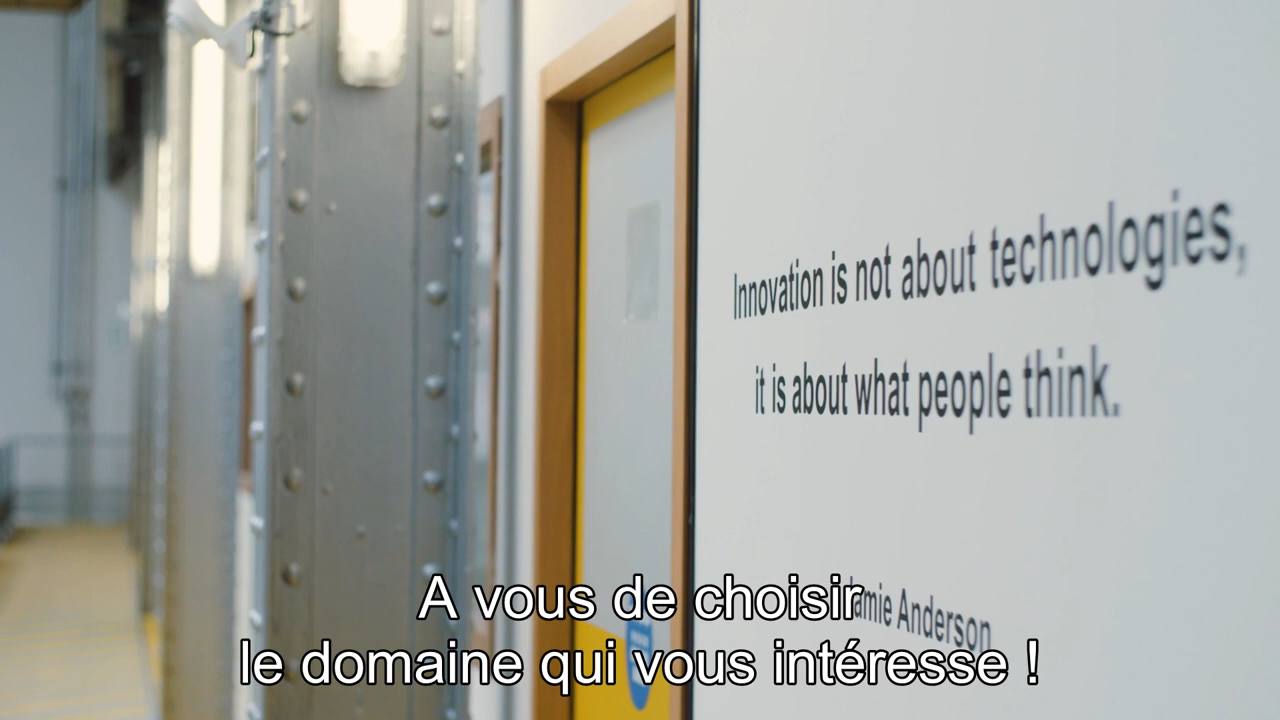 Innovation is not about technologies,
it is about what people think.
Jamie Anderson
A vous de choisir
le domaine qui vous intéresse !